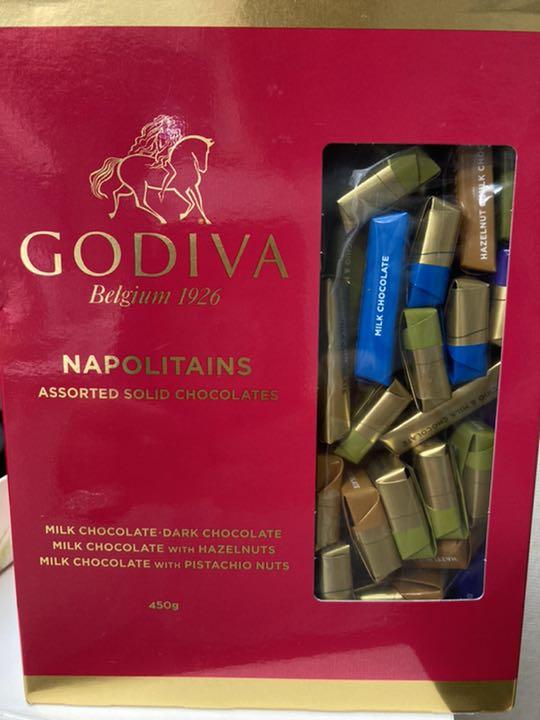 GODIVA
Belgium 1926
NAPOLITAINS
ASSORTED SOLID CHOCOLATES
MILK CHOCOLATE·DARK CHOCOLATE
MILK CHOCOLATE WITH HAZELNUTS
MILK CHOCOLATE WITH PISTACHIO NUTS
450g
MILK CHOCOLATE
HAZELNUT
& MILK CHOCOLATE